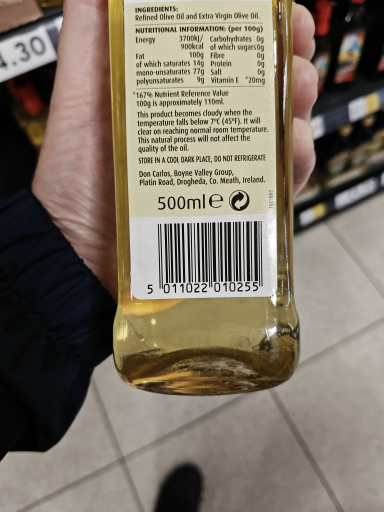 INGREDIENTS:
Refined Olive Oil and Extra Virgin Olive Oil.
NUTRITIONAL INFORMATION: (per 100g)
Energy 3700kJ/ Carbohydrates 0g
900kcal of which sugars 0g
Fat 100g Fibre 0g
of which saturates 14g Protein 0g
mono-unsaturates 77g Salt 0g
polyunsaturates 9g Vitamin E *20mg
*167% Nutrient Reference Value
100g is approximately 110ml.
This product becomes cloudy when the
temperature falls below 7°C (45°F). It will
clear on reaching normal room temperature.
This natural process will not affect the
quality of the oil.
STORE IN A COOL DARK PLACE, DO NOT REFRIGERATE
Don Carlos, Boyne Valley Group,
Platin Road, Drogheda, Co. Meath, Ireland.
500ml e
5 011022 010255
.30